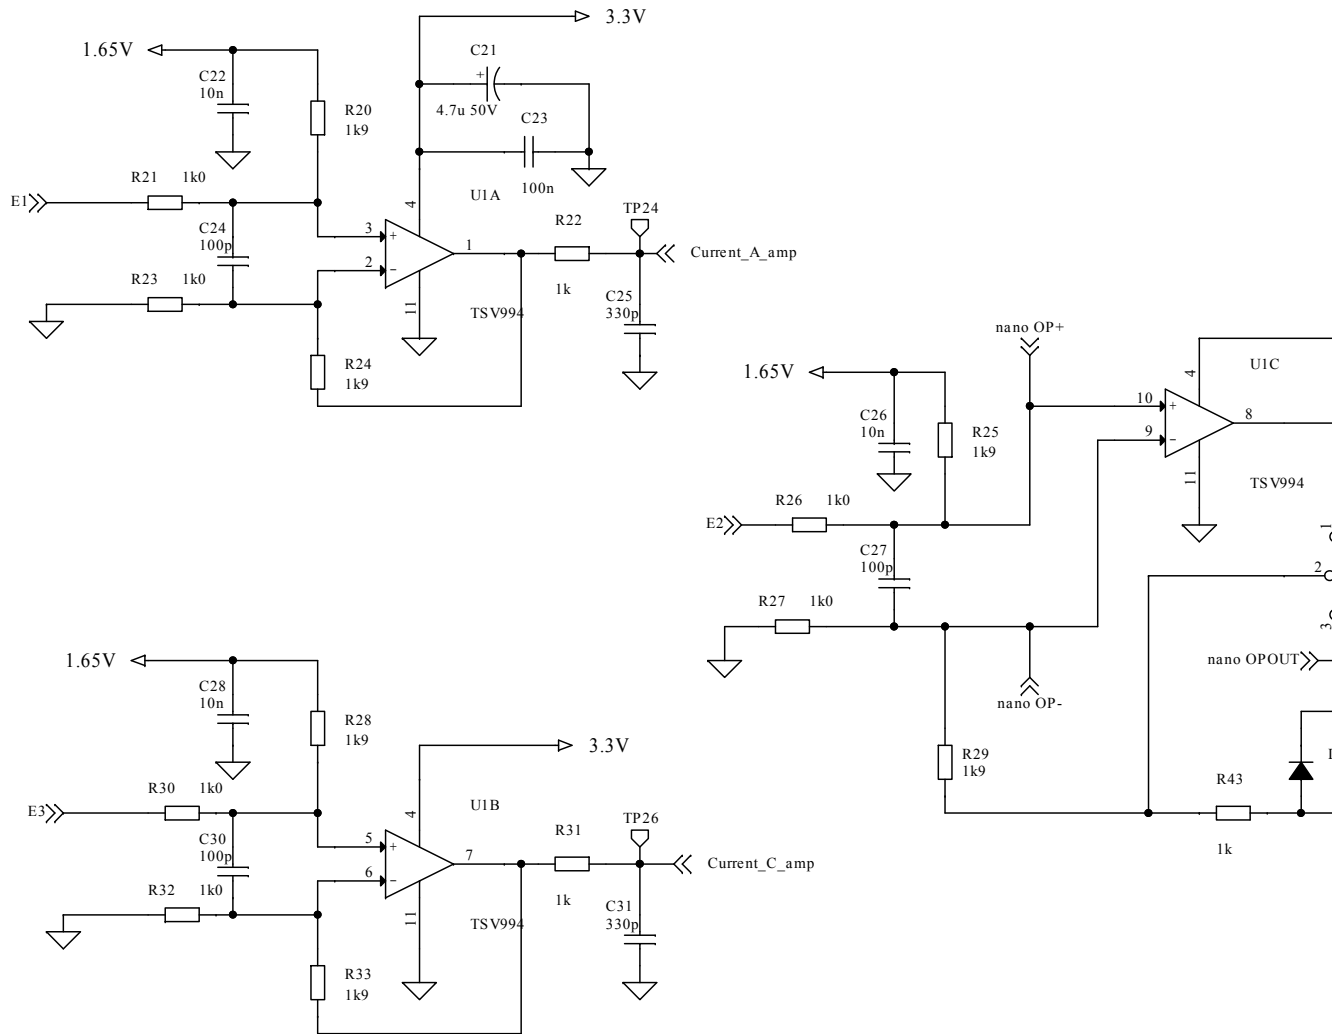 3.3V
1.65V
C21
+
4.7u 50V
C22
10n
R20
1k9
C23
100n
R21 1k0
E1
C24
100p
U1A
4
3
+
2
−
1
11
TSV994
R22
1k
TP24
Current_A_amp
C25
330p
R23 1k0
R24
1k9
nano OP+
1.65V
C26
10n
R25
1k9
U1C
4
10
+
9
−
8
11
TSV994
R26 1k0
E2
C27
100p
R27 1k0
1
2
3
nano OPOUT
nano OP-
R29
1k9
R43
1k
1.65V
C28
10n
R28
1k9
3.3V
R30 1k0
E3
C30
100p
U1B
4
5
+
6
−
7
11
TSV994
R31
1k
TP26
Current_C_amp
C31
330p
R32 1k0
R33
1k9